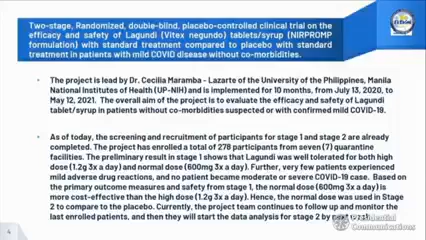 Two-stage, Randomized, double-blind, placebo-controlled clinical trial on the
efficacy and safety of Lagundi (Vitex negundo) tablets/syrup (NIRPROMP
formulation) with standard treatment compared to placebo with standard
treatment in patients with mild COVID disease without co-morbidities.
• The project is lead by Dr. Cecilia Maramba - Lazarte of the University of the Philippines, Manila
National Institutes of Health (UP-NIH) and is implemented for 10 months, from July 13, 2020, to
May 12, 2021. The overall aim of the project is to evaluate the efficacy and safety of Lagundi
tablet/syrup in patients without co-morbidities suspected or with confirmed mild COViD-19.
• As of today, the screening and recruitment of participants for stage 1 and stage 2 are already
completed. The project has enrolled a total of 278 participants from seven (7) quarantine
facilities. The preliminary result in stage 1 shows that Lagundi was well tolerated for both high
dose (1.2g 3x a day) and normal dose (600mg 3x a day). Further, very few patients experienced
mild adverse drug reactions, and no patient became moderate or severe COViD-19 case. Based on
the primary outcome measures and safety from stage 1, the normal dose (600mg 3x a day) is
more cost-effective than the high dose (1.2g 3x a day). Hence, the normal dose was used in Stage
2 to compare to the placebo. Currently, the project team continues to follow up and monitor the
last enrolled patients, and then they will start the data analysis for stage 2 by next
4
Presidential
Communications